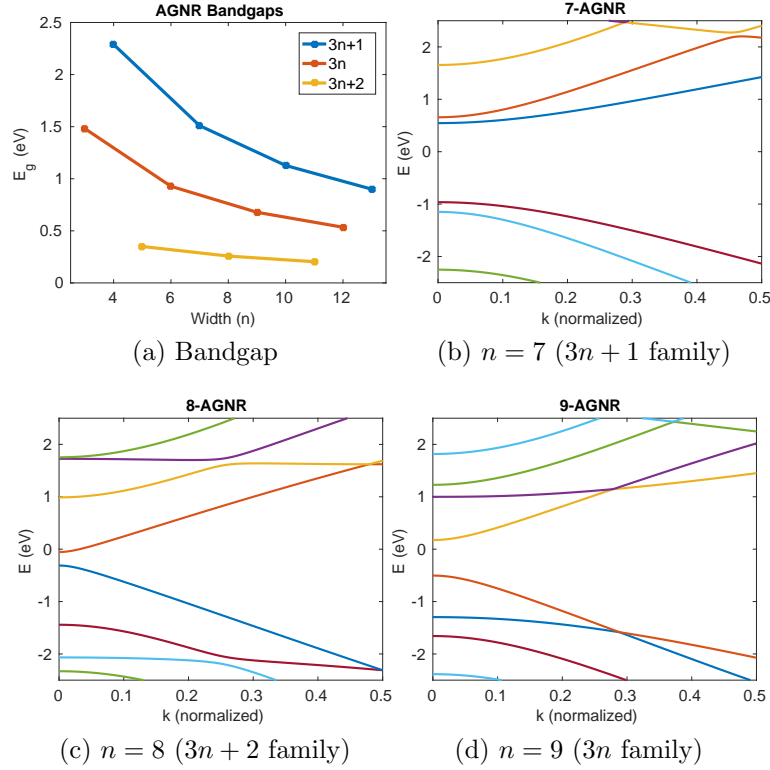 AGNR Bandgaps
2.5
2
1.5
1
0.5
0
E_g (eV)
3n+1
3n
3n+2
4 6 8 10 12
Width (n)
(a) Bandgap
7-AGNR
2
1
0
-1
-2
E (eV)
0 0.1 0.2 0.3 0.4 0.5
k (normalized)
(b) n = 7 (3n + 1 family)
8-AGNR
2
1
0
-1
-2
E (eV)
0 0.1 0.2 0.3 0.4 0.5
k (normalized)
(c) n = 8 (3n + 2 family)
9-AGNR
2
1
0
-1
-2
E (eV)
0 0.1 0.2 0.3 0.4 0.5
k (normalized)
(d) n = 9 (3n family)